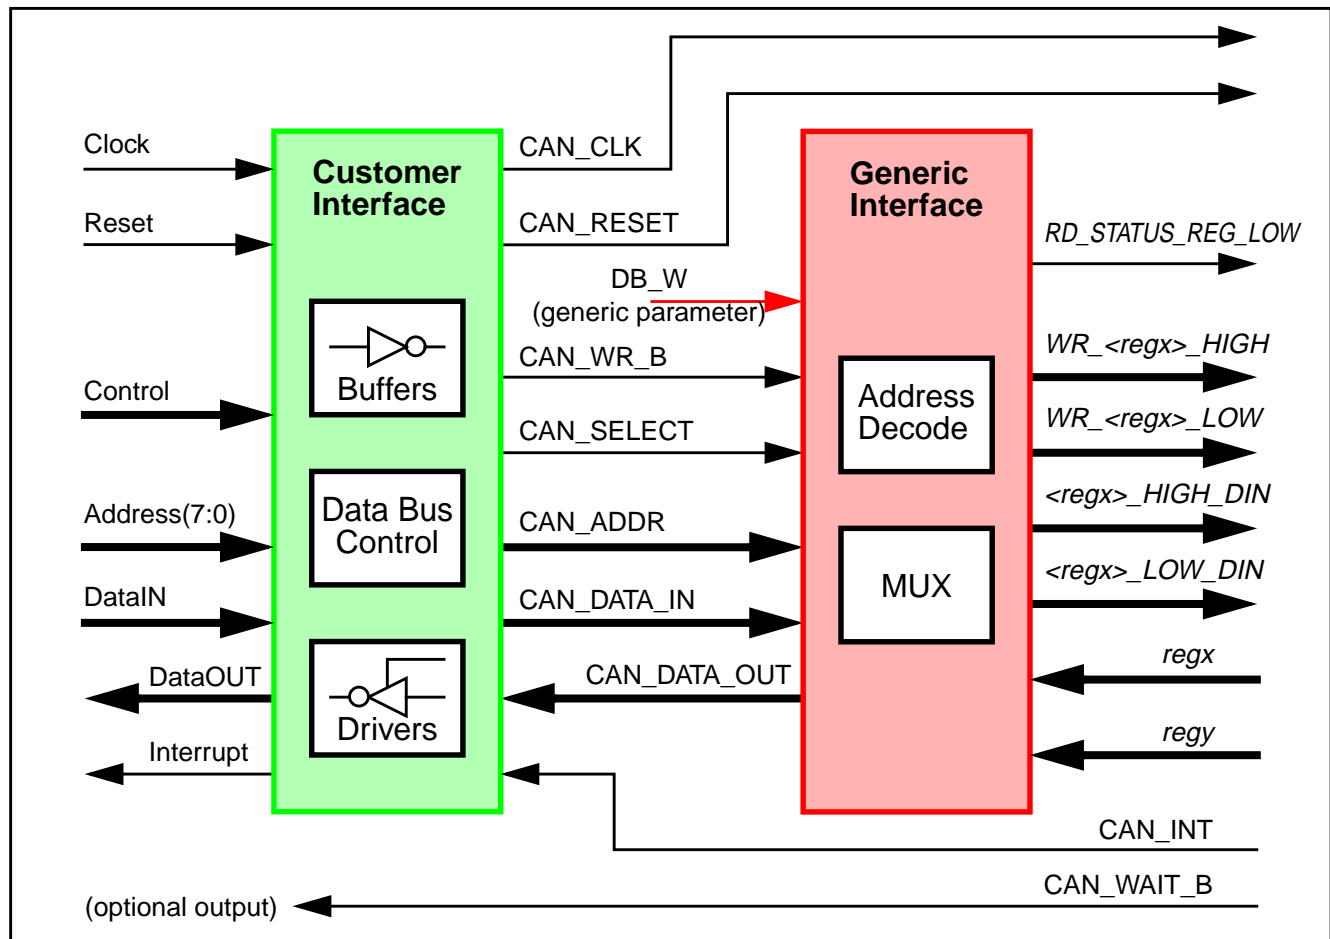 Clock
Reset
Control
Address(7:0)
DataIN
DataOUT
Interrupt
(optional output)
Customer
Interface
Buffers
Data Bus
Control
Drivers
CAN_CLK
CAN_RESET
DB_W
(generic parameter)
CAN_WR_B
CAN_SELECT
CAN_ADDR
CAN_DATA_IN
CAN_DATA_OUT
Generic
Interface
Address
Decode
MUX
RD_STATUS_REG_LOW
WR_<regx>_HIGH
WR_<regx>_LOW
<regx>_HIGH_DIN
<regx>_LOW_DIN
regx
regy
CAN_INT
CAN_WAIT_B